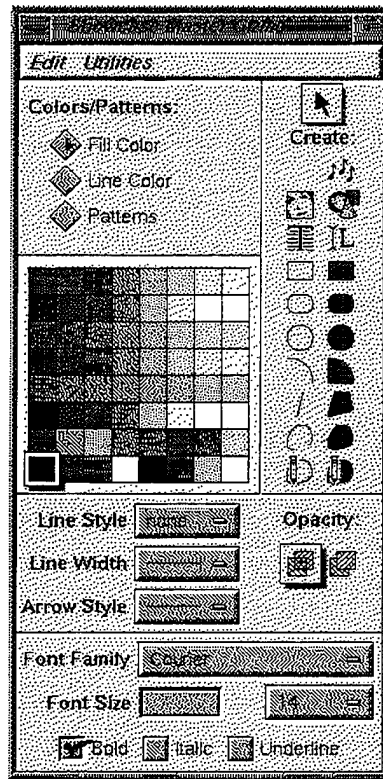 Edit Utilities
Colors/Patterns:
Fill Color
Line Color
Patterns
Create:
Line Style none
Opacity
Line Width
Arrow Style
Font Family Courier
Font Size 14
Bold Italic Underline